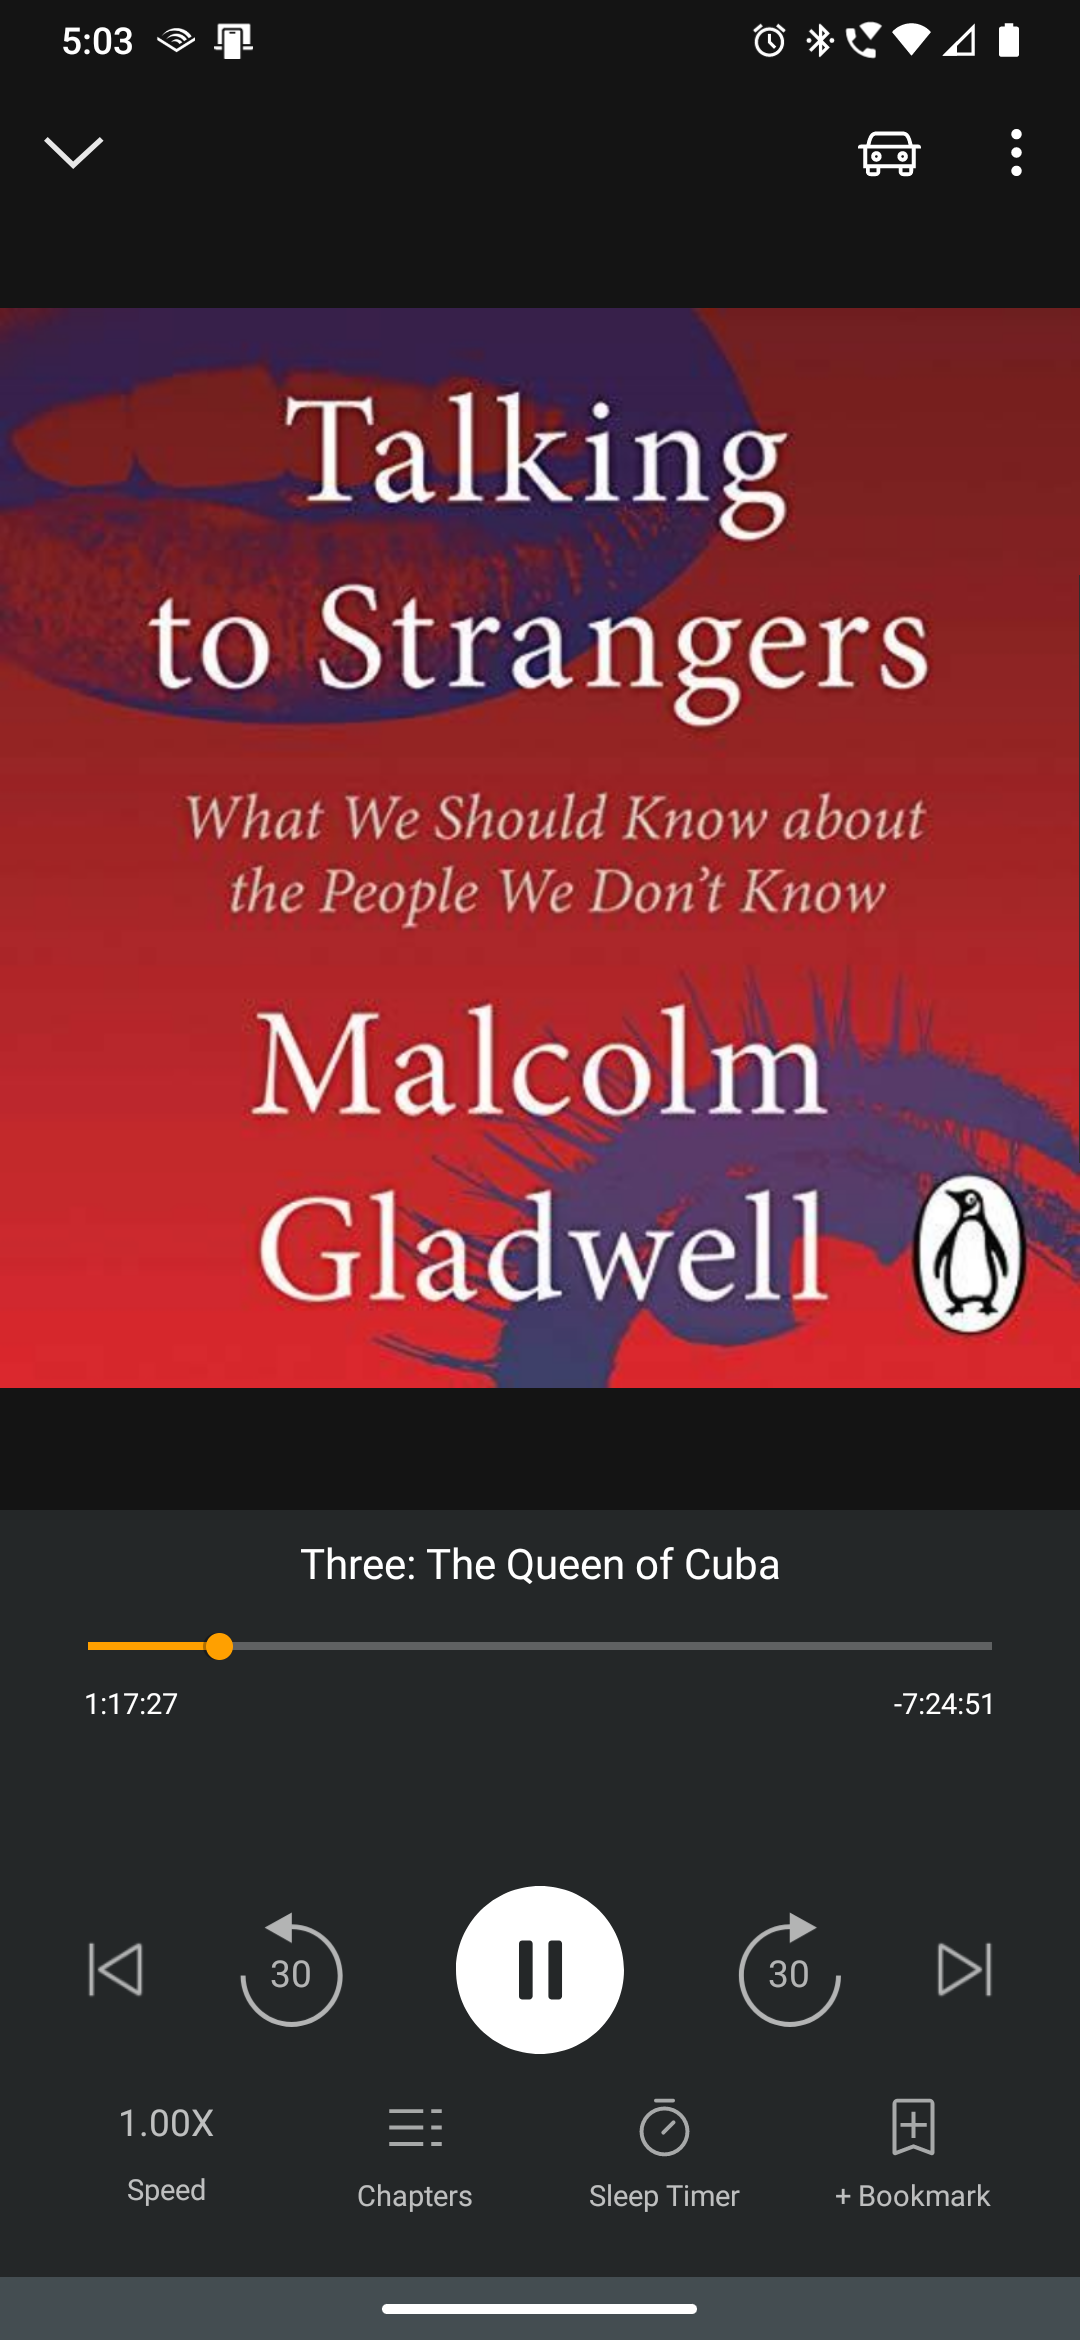 5:03
Talking
to Strangers
What We Should Know about
the People We Don't Know
Malcolm
Gladwell
Three: The Queen of Cuba
1:17:27 -7:24:51
30 30
1.00X
Speed Chapters Sleep Timer + Bookmark